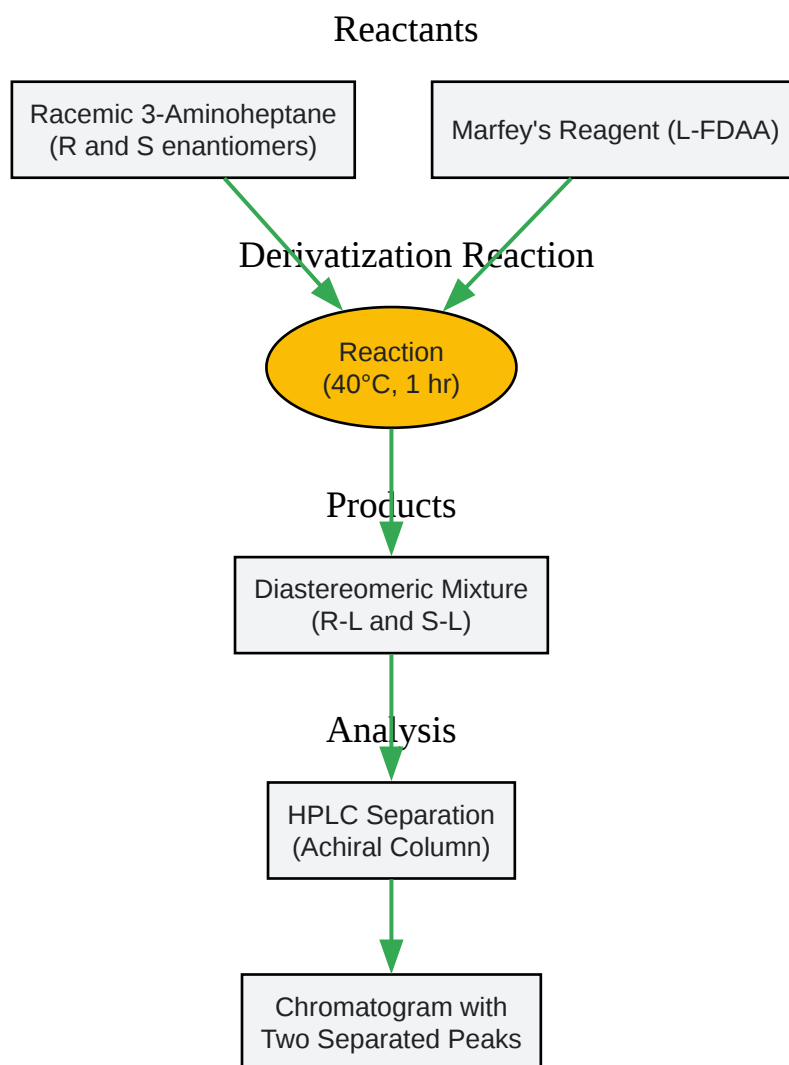 Reactants
Racemic 3-Aminoheptane
(R and S enantiomers)
Marfey's Reagent (L-FDAA)
Derivatization Reaction
Reaction
(40°C, 1 hr)
Products
Diastereomeric Mixture
(R-L and S-L)
Analysis
HPLC Separation
(Achiral Column)
Chromatogram with
Two Separated Peaks